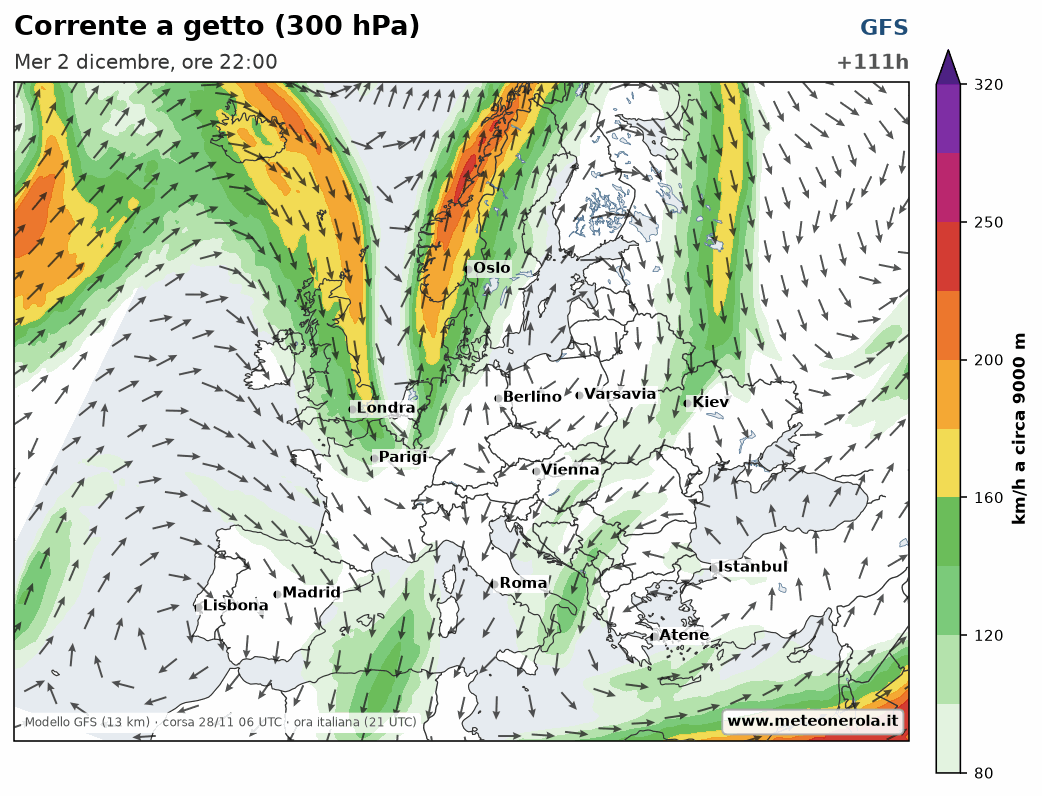 Corrente a getto (300 hPa)
GFS
Mer 2 dicembre, ore 22:00
+111h
320
250
200
160
120
80
km/h a circa 9000 m
Oslo
Londra
Berlino
Varsavia
Kiev
Parigi
Vienna
Istanbul
Roma
Madrid
Lisbona
Atene
Modello GFS (13 km) · corsa 28/11 06 UTC · ora italiana (21 UTC)
www.meteonerola.it